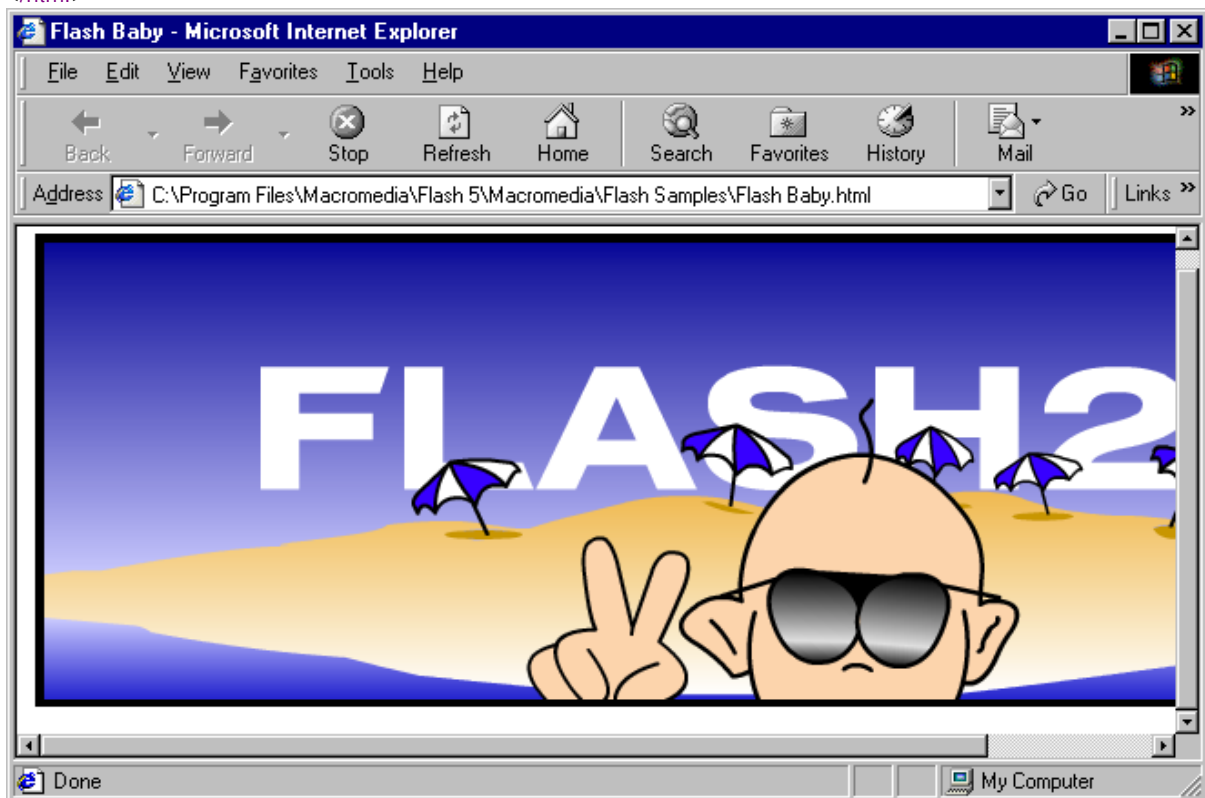 Flash Baby - Microsoft Internet Explorer
File Edit View Favorites Tools Help
Back Forward Stop Refresh Home Search Favorites History Mail »
Address C:\Program Files\Macromedia\Flash 5\Macromedia\Flash Samples\Flash Baby.html Go Links »
FLASH2
Done My Computer